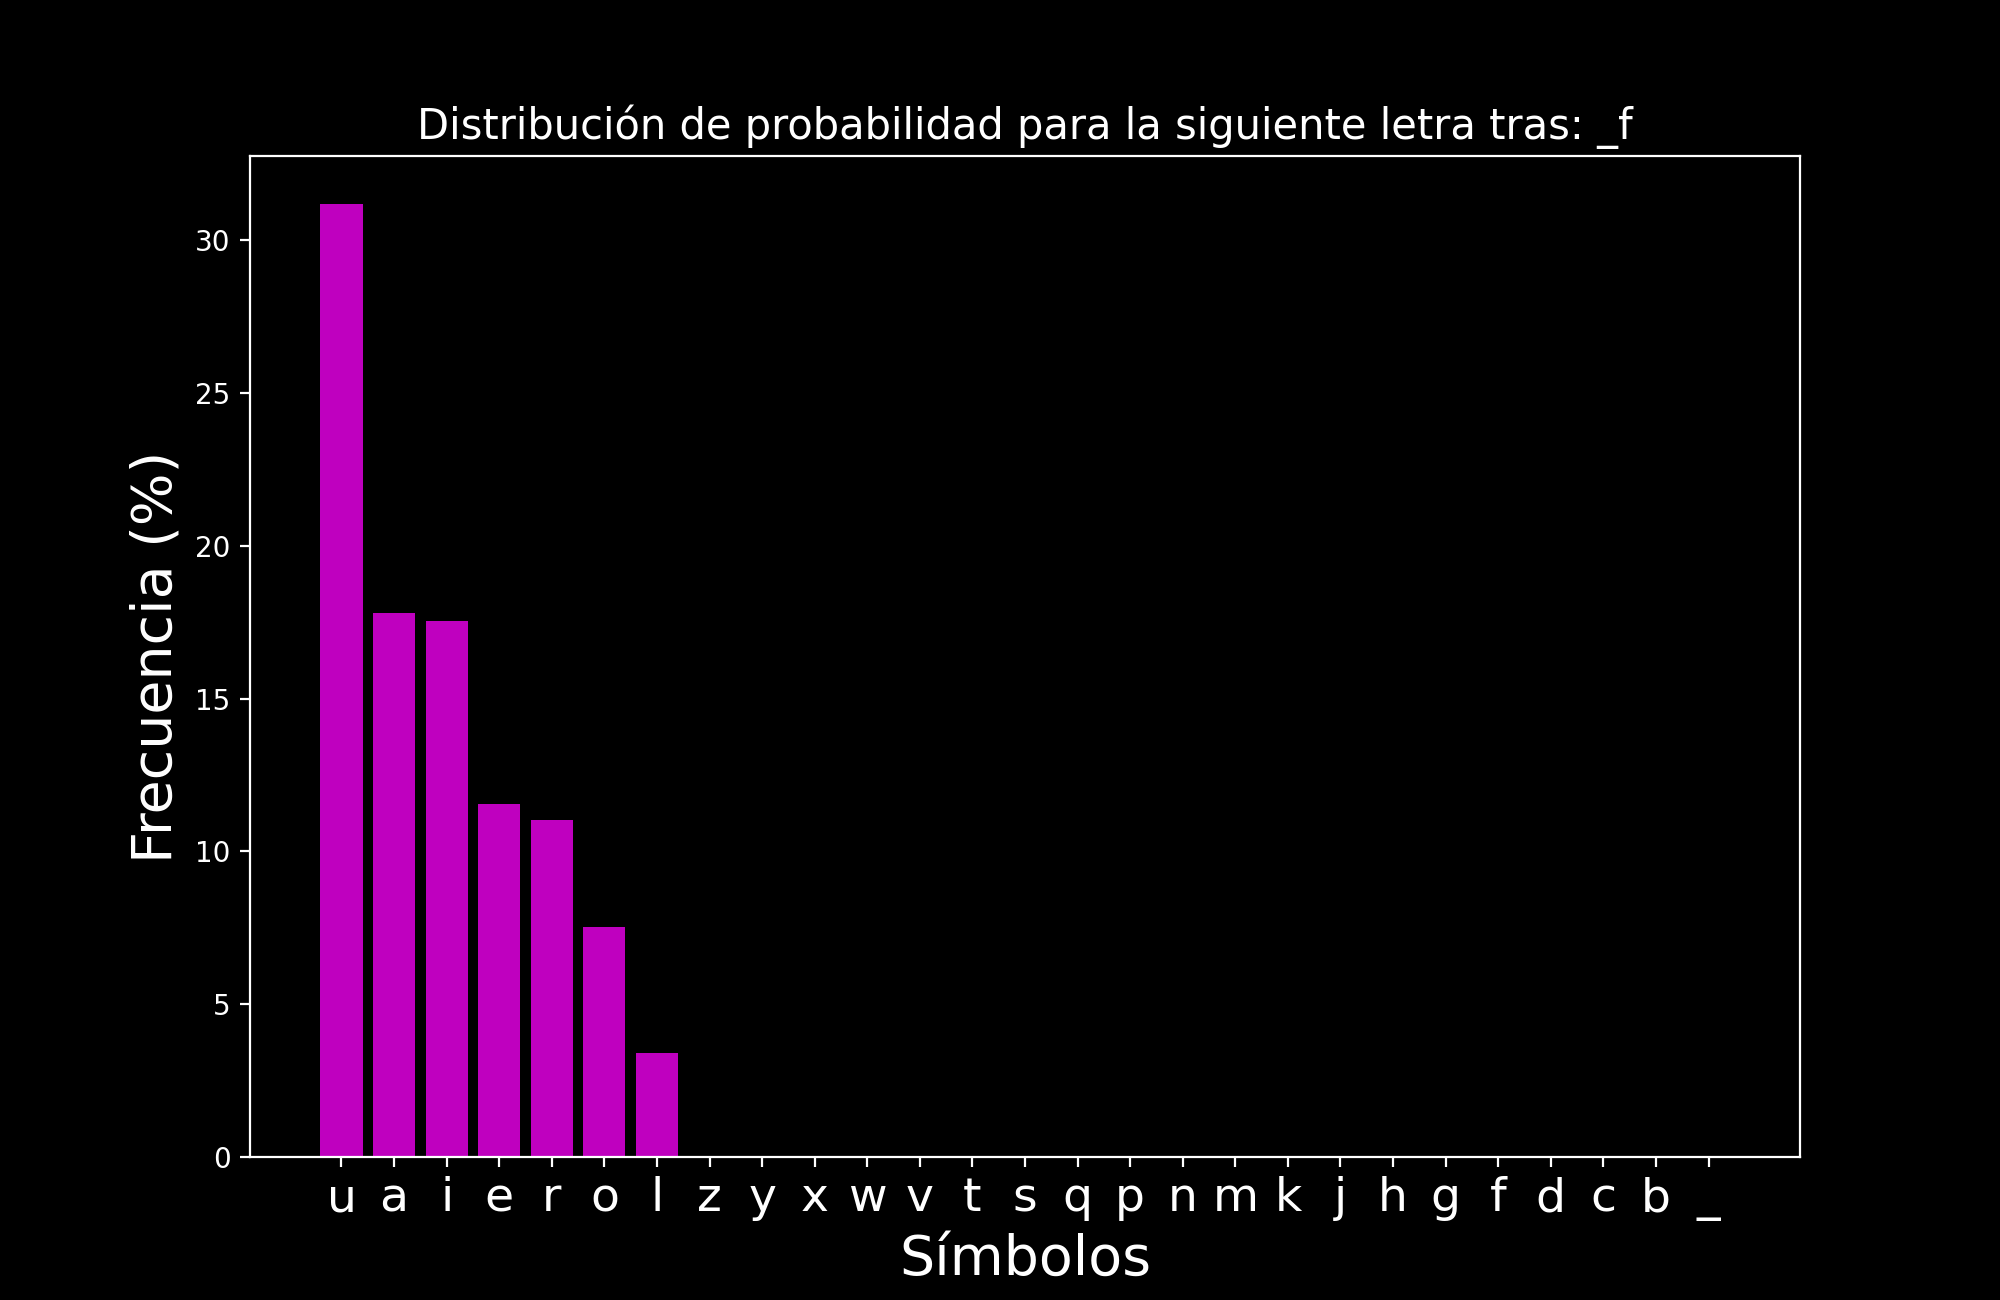 Distribución de probabilidad para la siguiente letra tras: _f
Frecuencia (%)
30
25
20
15
10
5
0
u a i e r o l z y x w v t s q p n m k j h g f d c b _
Símbolos